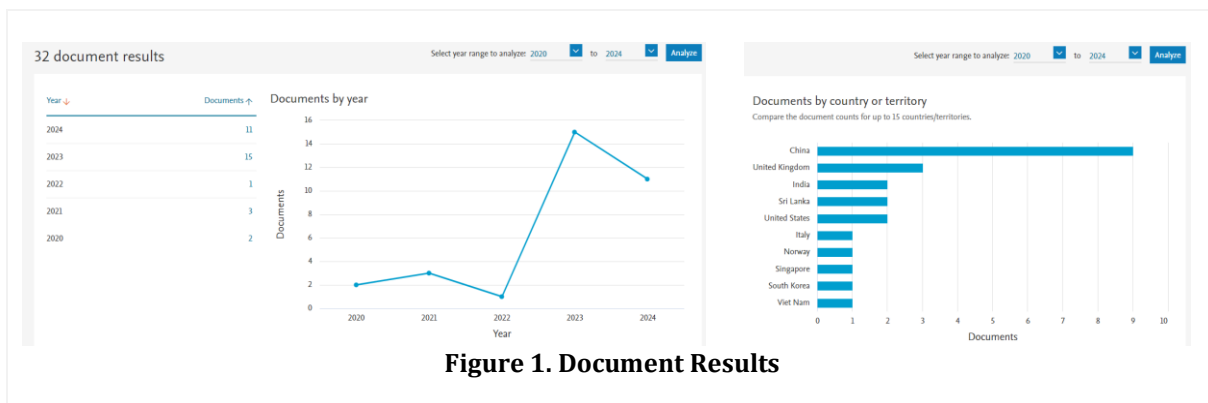 32 document results
Select year range to analyze: 2020 to 2024 Analyze
Year Documents
2024 11
2023 15
2022 1
2021 3
2020 2
Documents by year
16
14
12
10
8
6
4
2
0
Documents
2020 2021 2022 2023 2024
Year
Select year range to analyze: 2020 to 2024 Analyze
Documents by country or territory
Compare the document counts for up to 15 countries/territories.
China
United Kingdom
India
Sri Lanka
United States
Italy
Norway
Singapore
South Korea
Viet Nam
0 1 2 3 4 5 6 7 8 9 10
Documents
Figure 1. Document Results